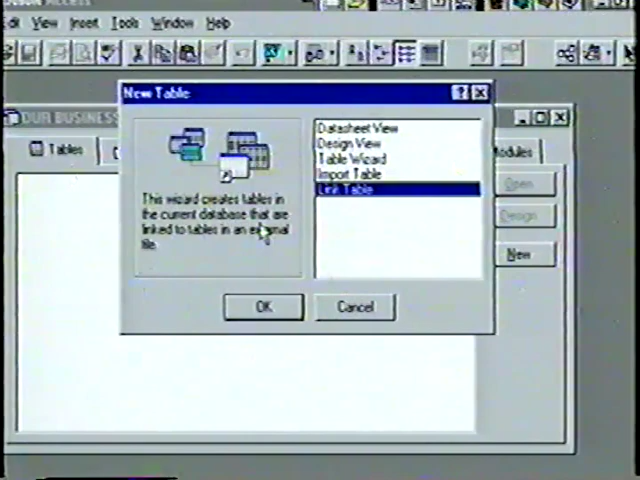 Access
Edit View Insert Tools Window Help
New Table
OUR BUSINESS
Tables
Modules
Datasheet View
Design View
Table Wizard
Import Table
Link Table
This wizard creates tables in
the current database that are
linked to tables in an external
file.
Open
Design
New
OK Cancel